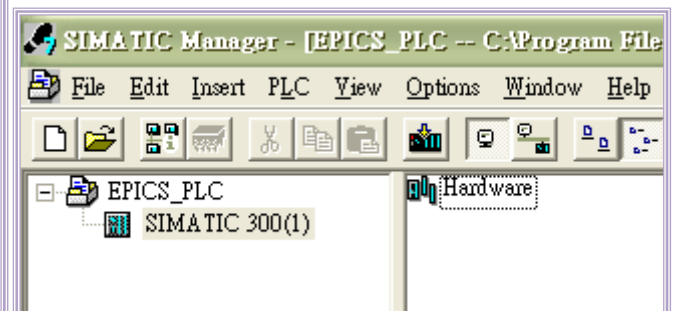 SIMATIC Manager - [EPICS_PLC -- C:\Program File
File Edit Insert PLC View Options Window Help
EPICS_PLC
SIMATIC 300(1)
Hardware